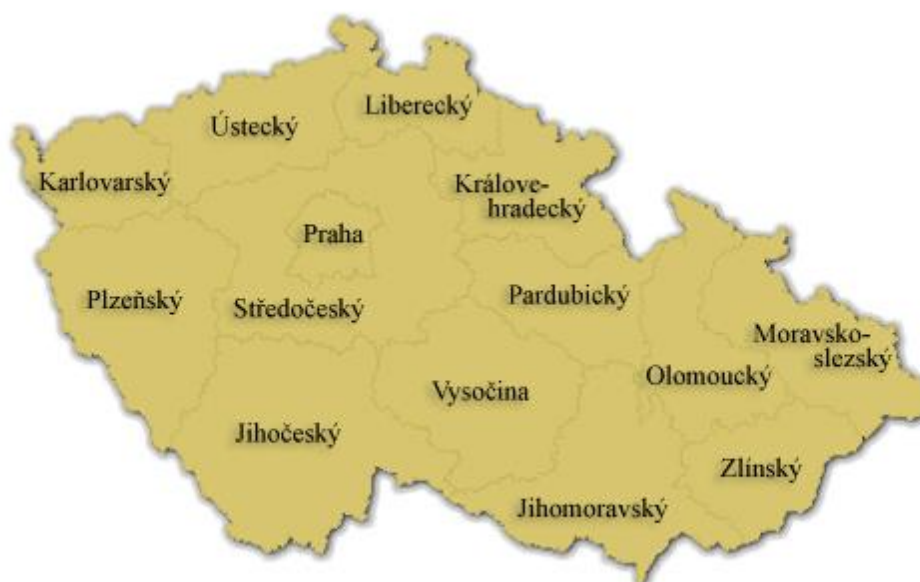 Liberecký
Ústecký
Karlovarský
Králove-
hradecký
Praha
Plzeňský
Středočeský
Pardubický
Moravsko-
slezský
Olomoucký
Vysočina
Jihočeský
Zlínský
Jihomoravský